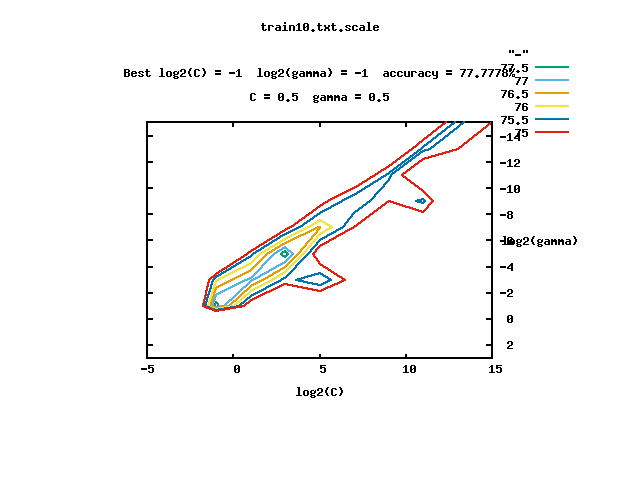 train10.txt.scale
"-"
Best log2(C) = -1  log2(gamma) = -1  accuracy = 77.7778%
77.5
77
C = 0.5  gamma = 0.5
76.5
76
75.5
75
-14
-12
-10
-8
-6
log2(gamma)
-4
-2
0
2
-5 0 5 10 15
log2(C)